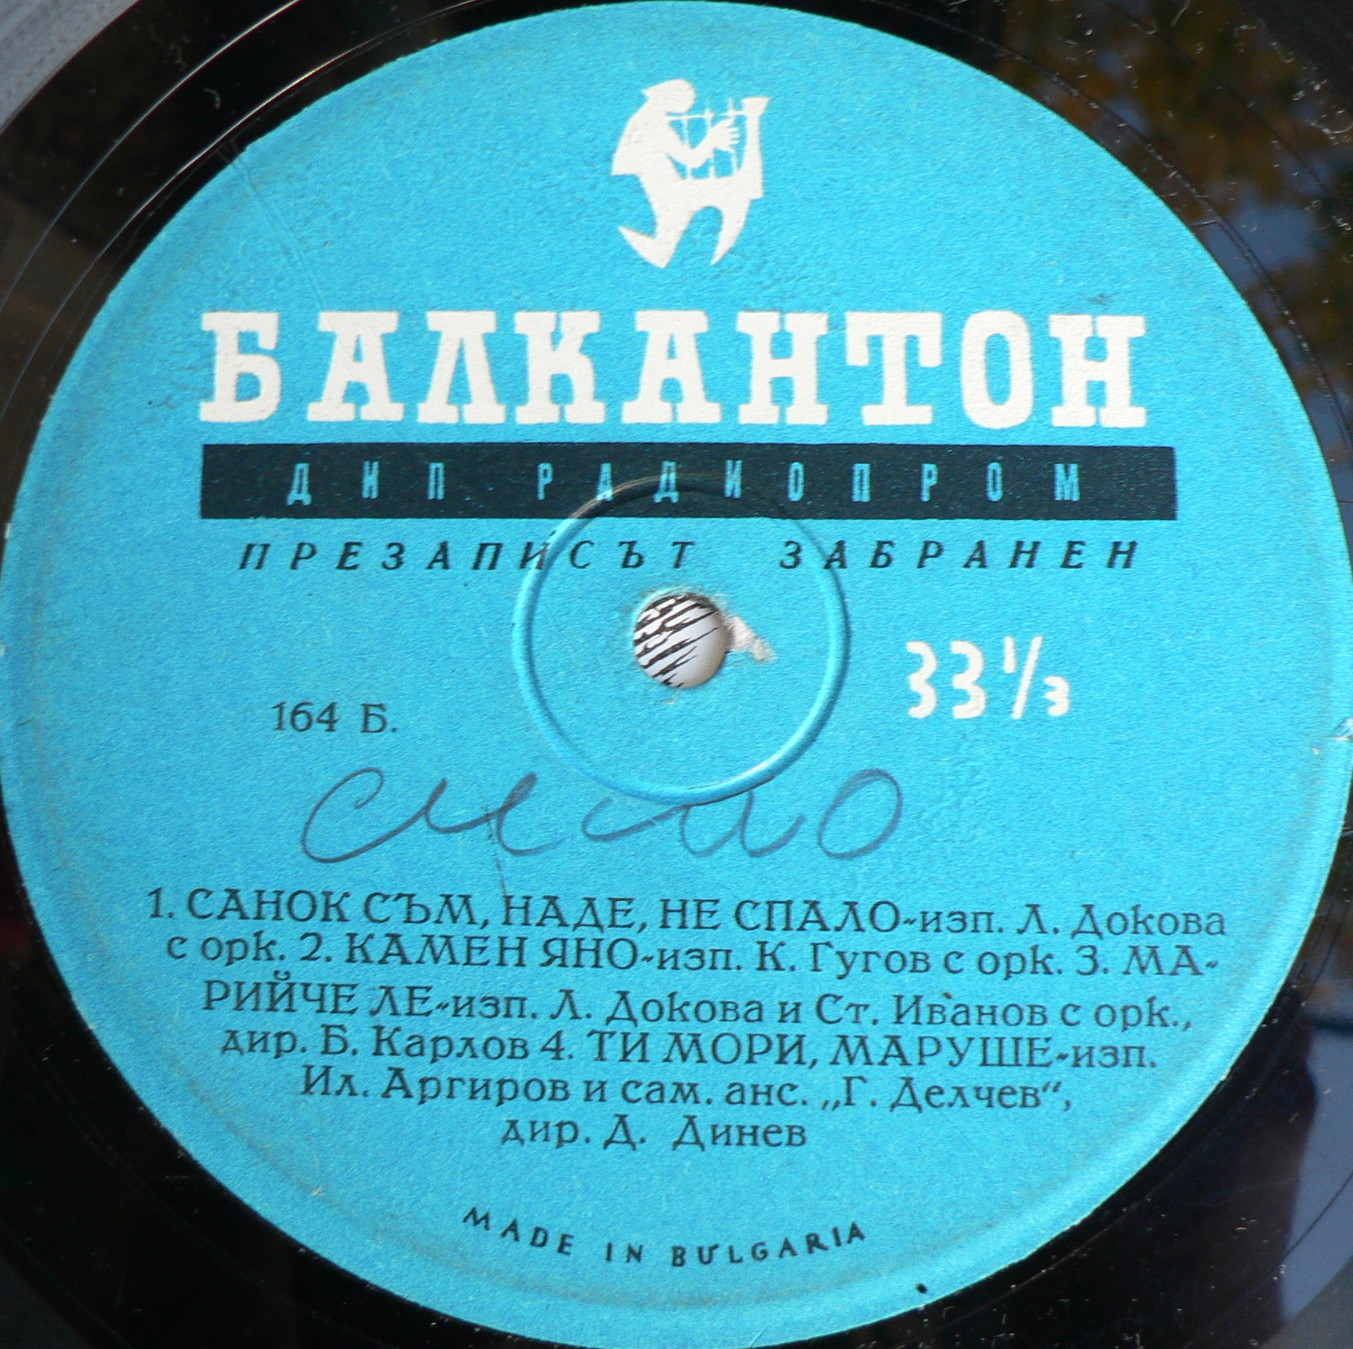 БАЛКАНТОН
ДИП РАДИОПРОМ
ПРЕЗАПИСЪТ ЗАБРАНЕН
33 1/3
164 Б.
1. САНОК СЪМ, НАДЕ, НЕ СПАЛО-изп. Л. Докова
с орк. 2. КАМЕН ЯНО-изп. К. Гугов с орк. 3. МА-
РИЙЧЕ ЛЕ-изп. Л. Докова и Ст. Иванов с орк.,
дир. Б. Карлов 4. ТИ МОРИ, МАРУШЕ-изп.
Ил. Аргиров и сам. анс. „Г. Делчев“,
дир. Д. Динев
MADE IN BULGARIA